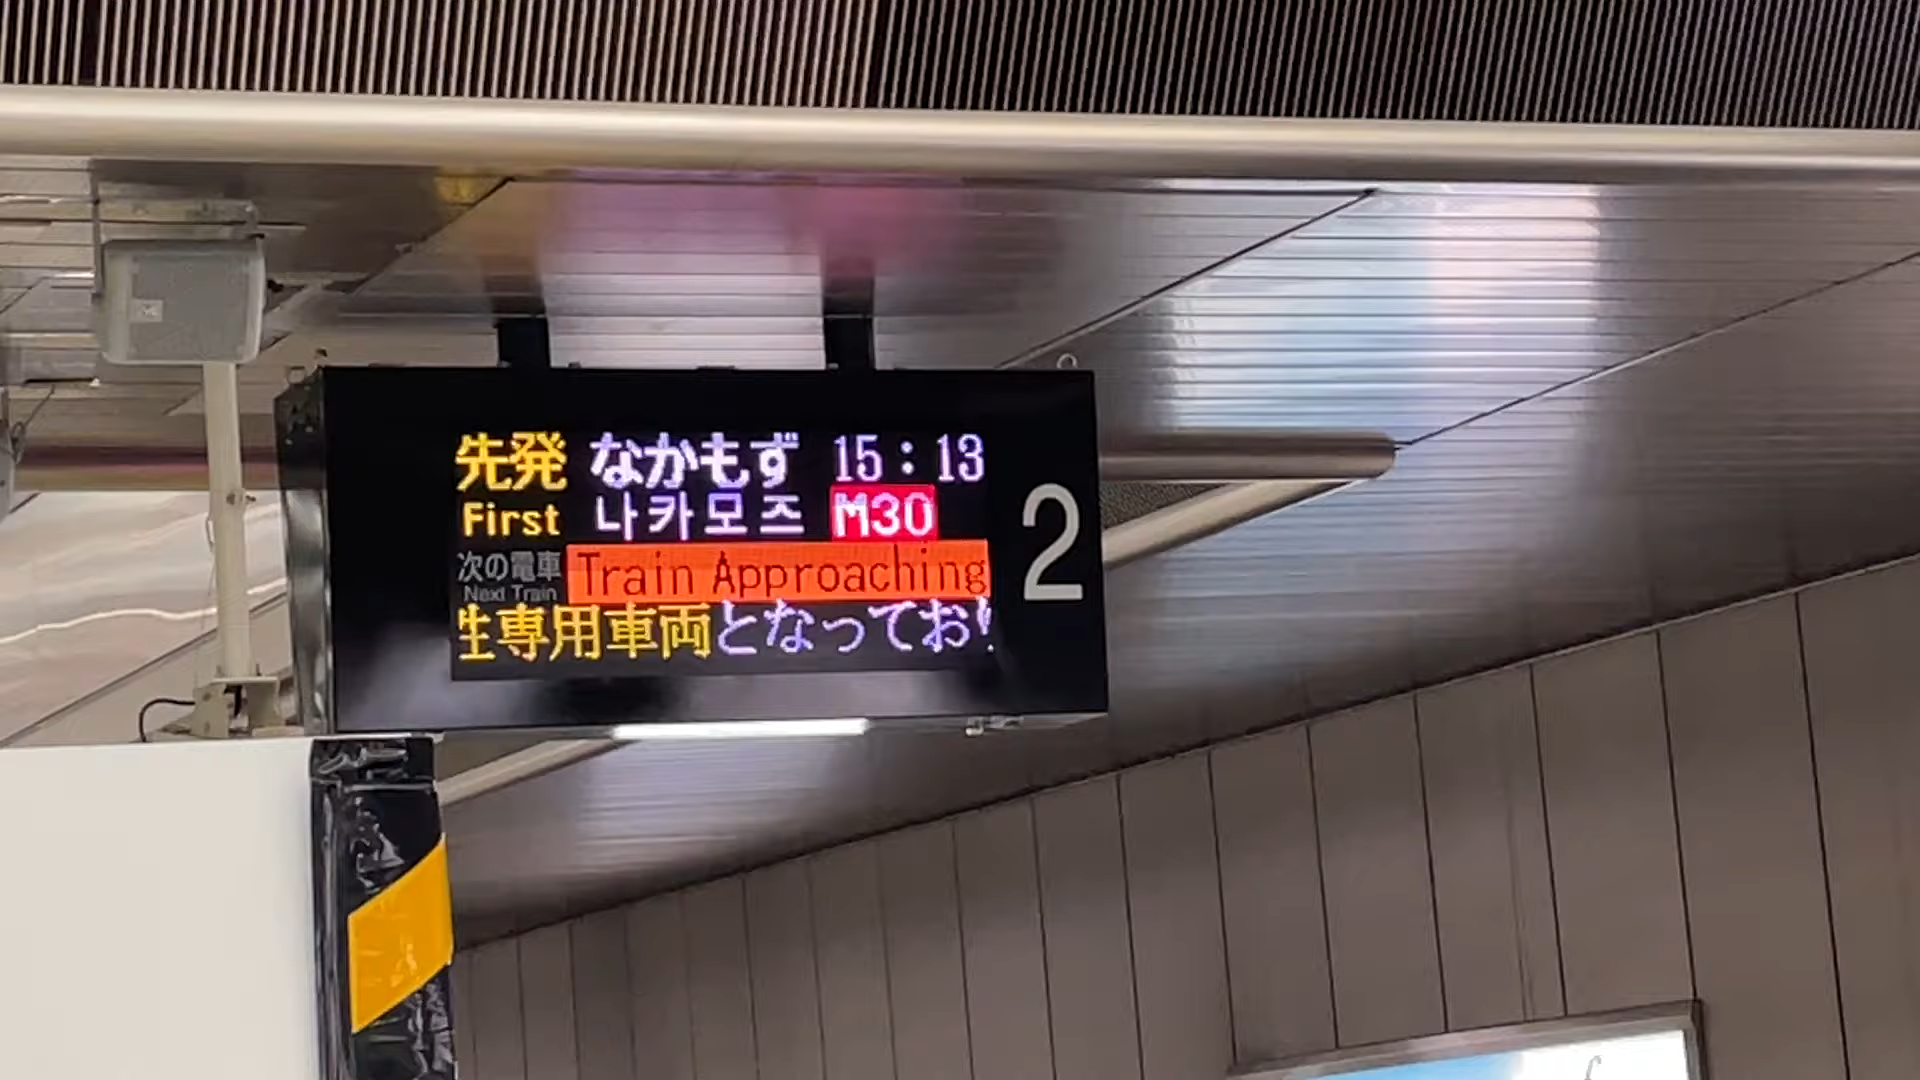 先発 なかもず 15:13
First 나카모즈 M30
次の電車 Train Approaching
Next Train
生専用車両となってお
2